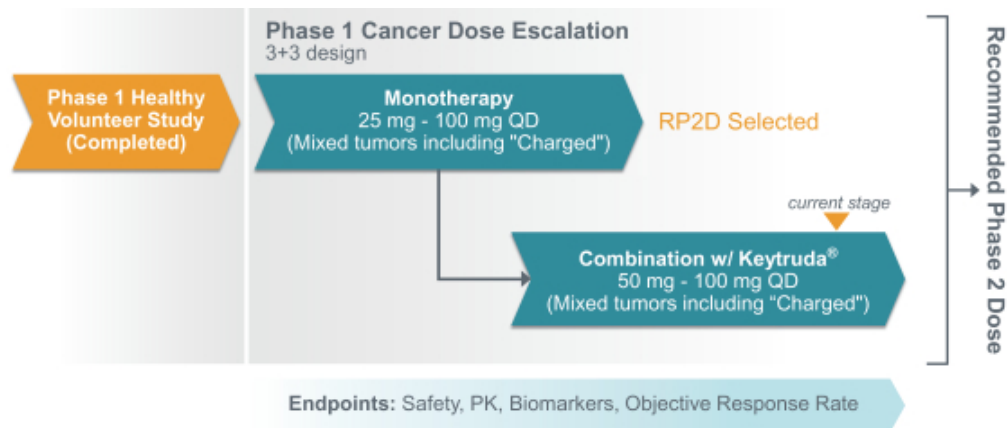 Phase 1 Cancer Dose Escalation
3+3 design
Phase 1 Healthy
Volunteer Study
(Completed)
Monotherapy
25 mg - 100 mg QD
(Mixed tumors including "Charged")
RP2D Selected
current stage
Combination w/ Keytruda®
50 mg - 100 mg QD
(Mixed tumors including “Charged”)
Recommended Phase 2 Dose
Endpoints: Safety, PK, Biomarkers, Objective Response Rate